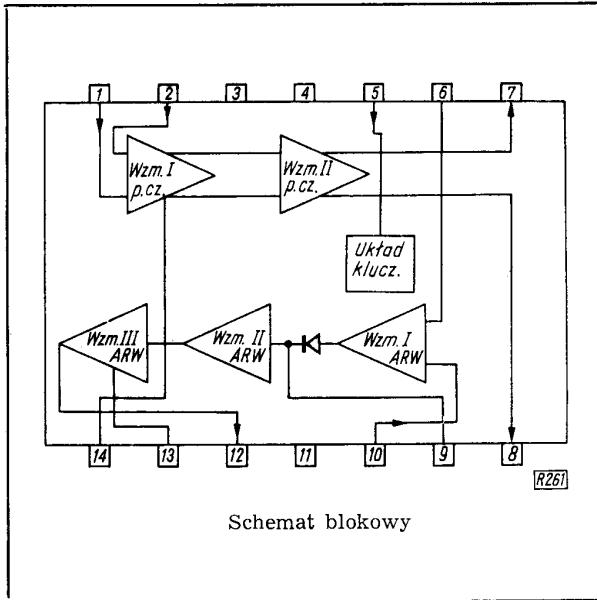 1 2 3 4 5 6 7
Wzm. I
p.cz.
Wzm. II
p.cz.
Układ
klucz.
Wzm. III
ARW
Wzm. II
ARW
Wzm. I
ARW
14 13 12 11 10 9 8
R261
Schemat blokowy